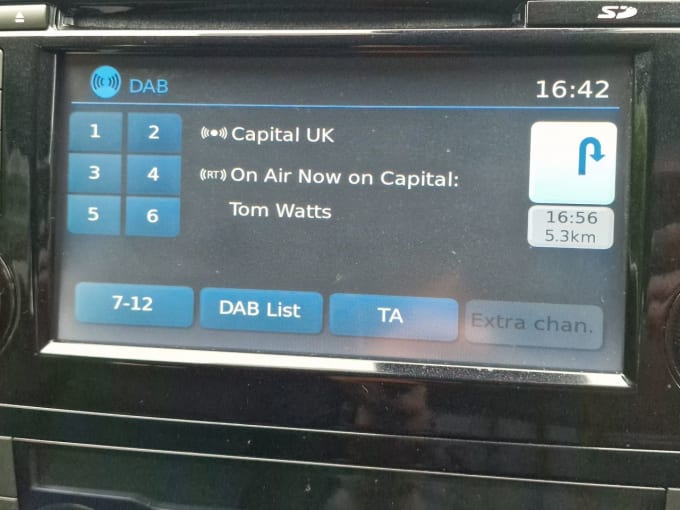 SD
DAB
16:42
1 2
Capital UK
3 4
(RT) On Air Now on Capital:
5 6
Tom Watts
16:56
5.3km
7-12
DAB List
TA
Extra chan.